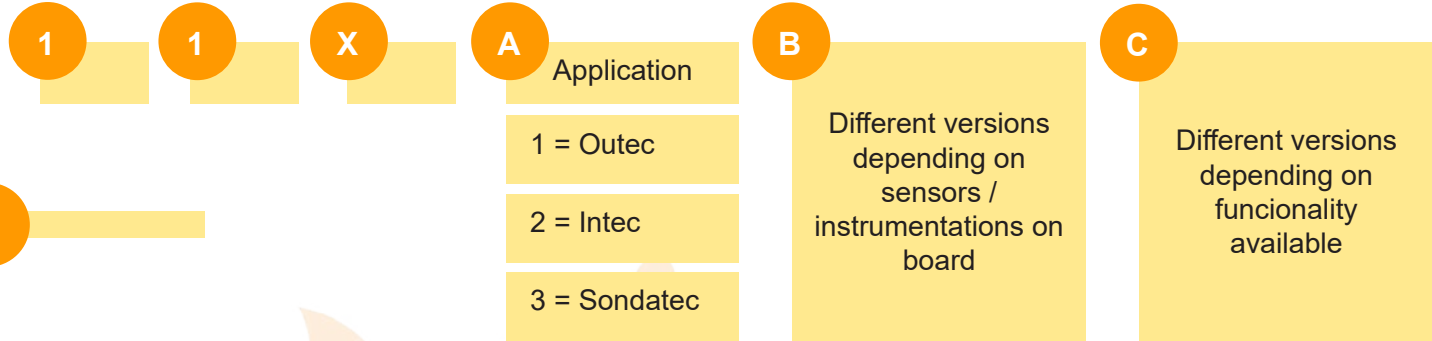 1
1
X
A
Application
1 = Outec
2 = Intec
3 = Sondatec
B
Different versions
depending on
sensors /
instrumentations on
board
C
Different versions
depending on
funcionality
available